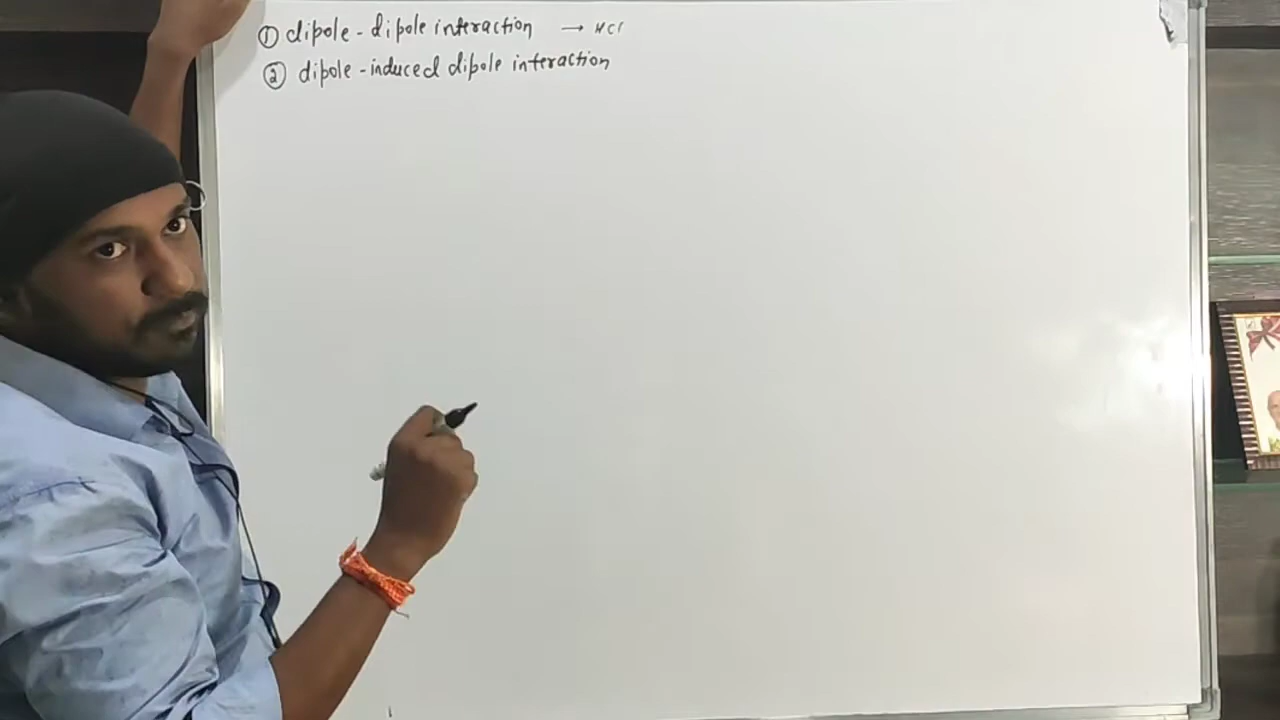 ① dipole - dipole interaction → HCl
② dipole - induced dipole interaction